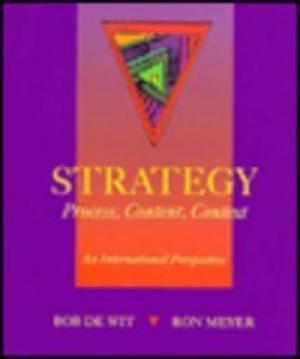 STRATEGY
Process, Content, Context
An International Perspective
BOB DE WIT ▼ RON MEYER